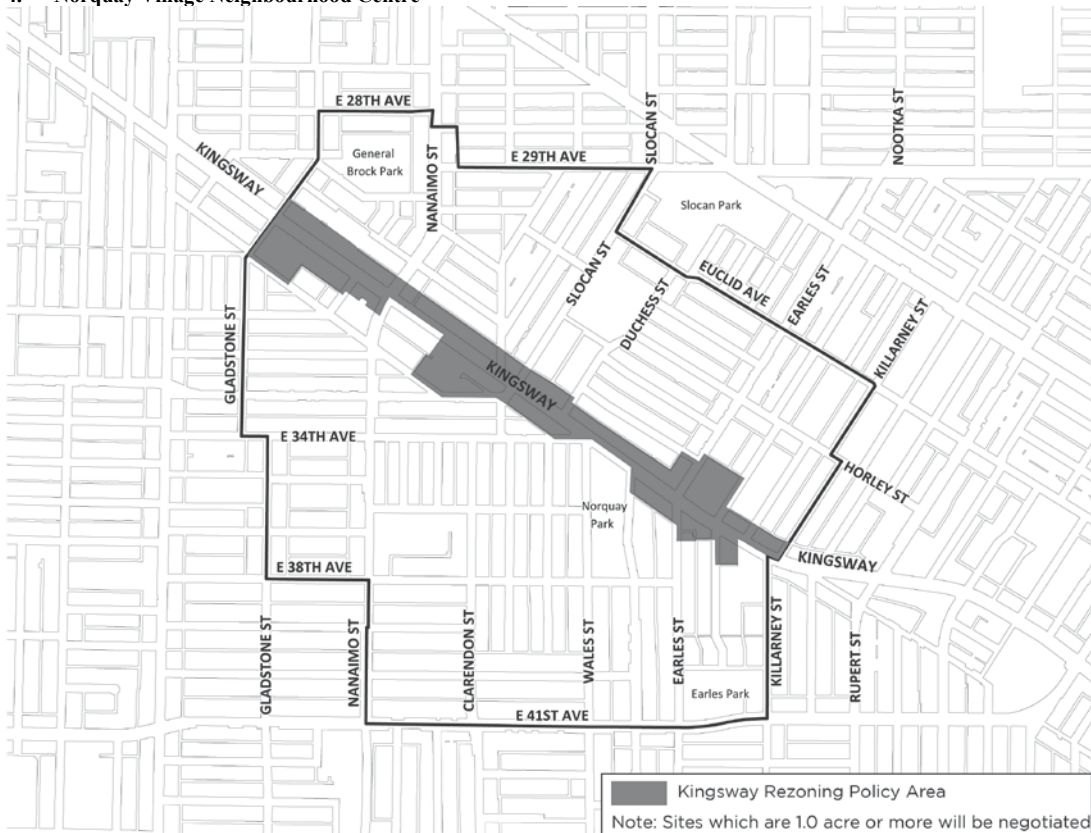 Norquay Village Neighbourhood Centre
E 28TH AVE
SLOCAN ST
NOOTKA ST
KINGSWAY
General
Brock Park
NANAIMO ST
E 29TH AVE
Slocan Park
SLOCAN ST
EUCLID AVE
EARLES ST
DUCHESS ST
KILLARNEY ST
GLADSTONE ST
KINGSWAY
E 34TH AVE
HORLEY ST
Norquay
Park
KINGSWAY
E 38TH AVE
GLADSTONE ST
NANAIMO ST
CLARENDON ST
WALES ST
EARLES ST
KILLARNEY ST
RUPERT ST
Earles Park
E 41ST AVE
Kingsway Rezoning Policy Area
Note: Sites which are 1.0 acre or more will be negotiated